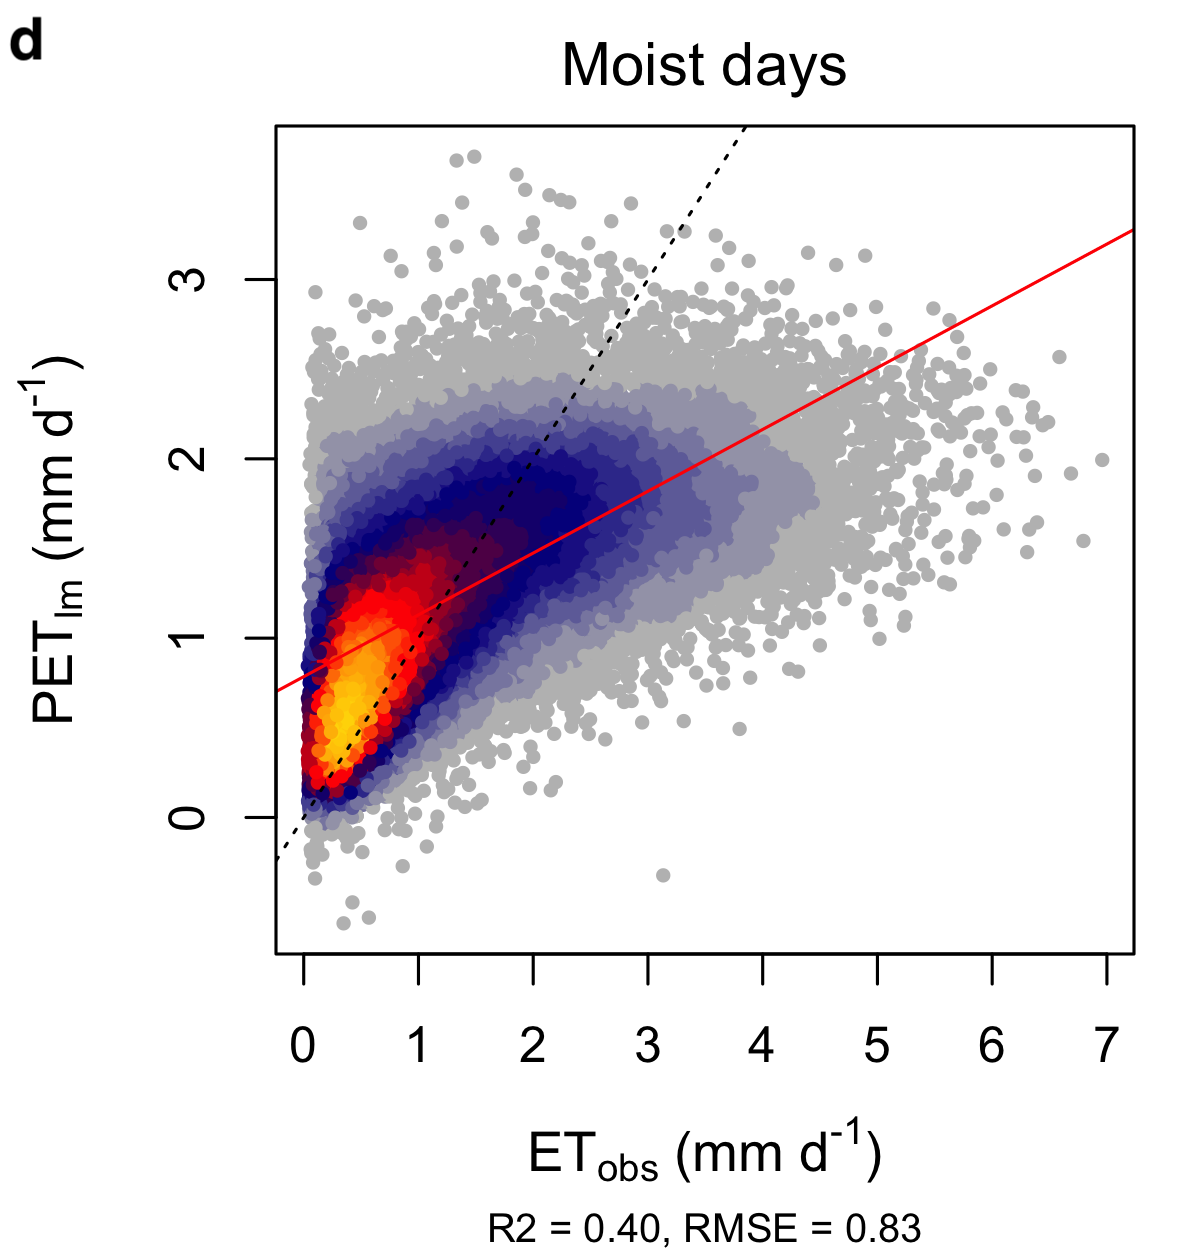 d
Moist days
3
2
1
0
PETlm (mm d-1)
0 1 2 3 4 5 6 7
ETobs (mm d-1)
R2 = 0.40, RMSE = 0.83